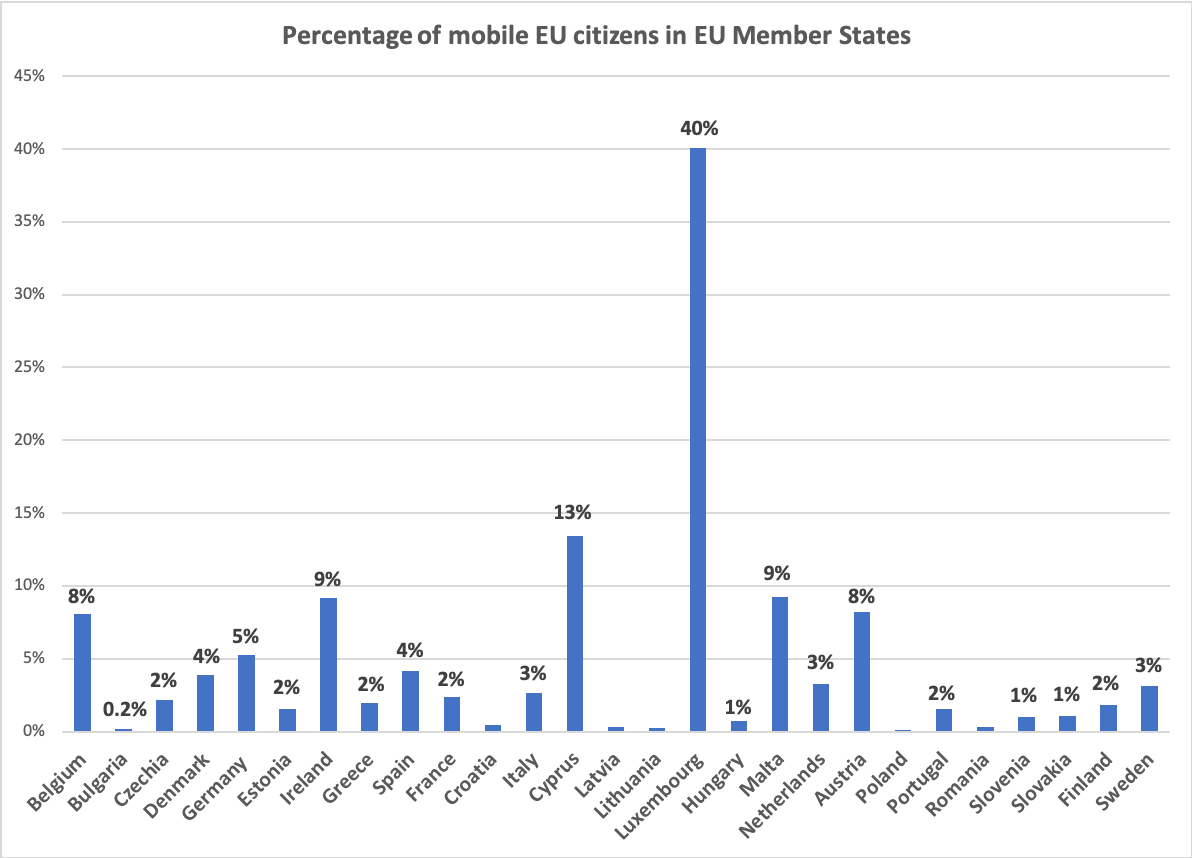 Percentage of mobile EU citizens in EU Member States
45%
40%
35%
30%
25%
20%
15%
10%
5%
0%
8%
0.2%
2%
4%
5%
2%
9%
2%
4%
2%
3%
13%
40%
1%
9%
3%
8%
2%
1%
1%
2%
3%
Belgium
Bulgaria
Czechia
Denmark
Germany
Estonia
Ireland
Greece
Spain
France
Croatia
Italy
Cyprus
Latvia
Lithuania
Luxembourg
Hungary
Malta
Netherlands
Austria
Poland
Portugal
Romania
Slovenia
Slovakia
Finland
Sweden